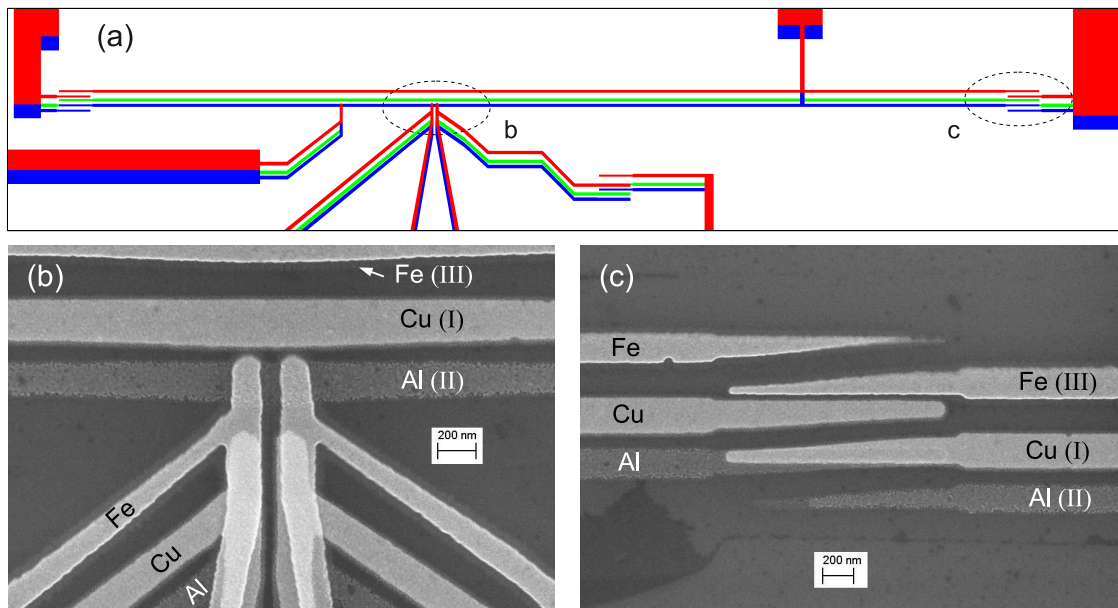 (a)
b
c
(b)
Fe (III)
Cu (I)
Al (II)
200 nm
Fe
Cu
Al
(c)
Fe
Fe (III)
Cu
Cu (I)
Al
Al (II)
200 nm